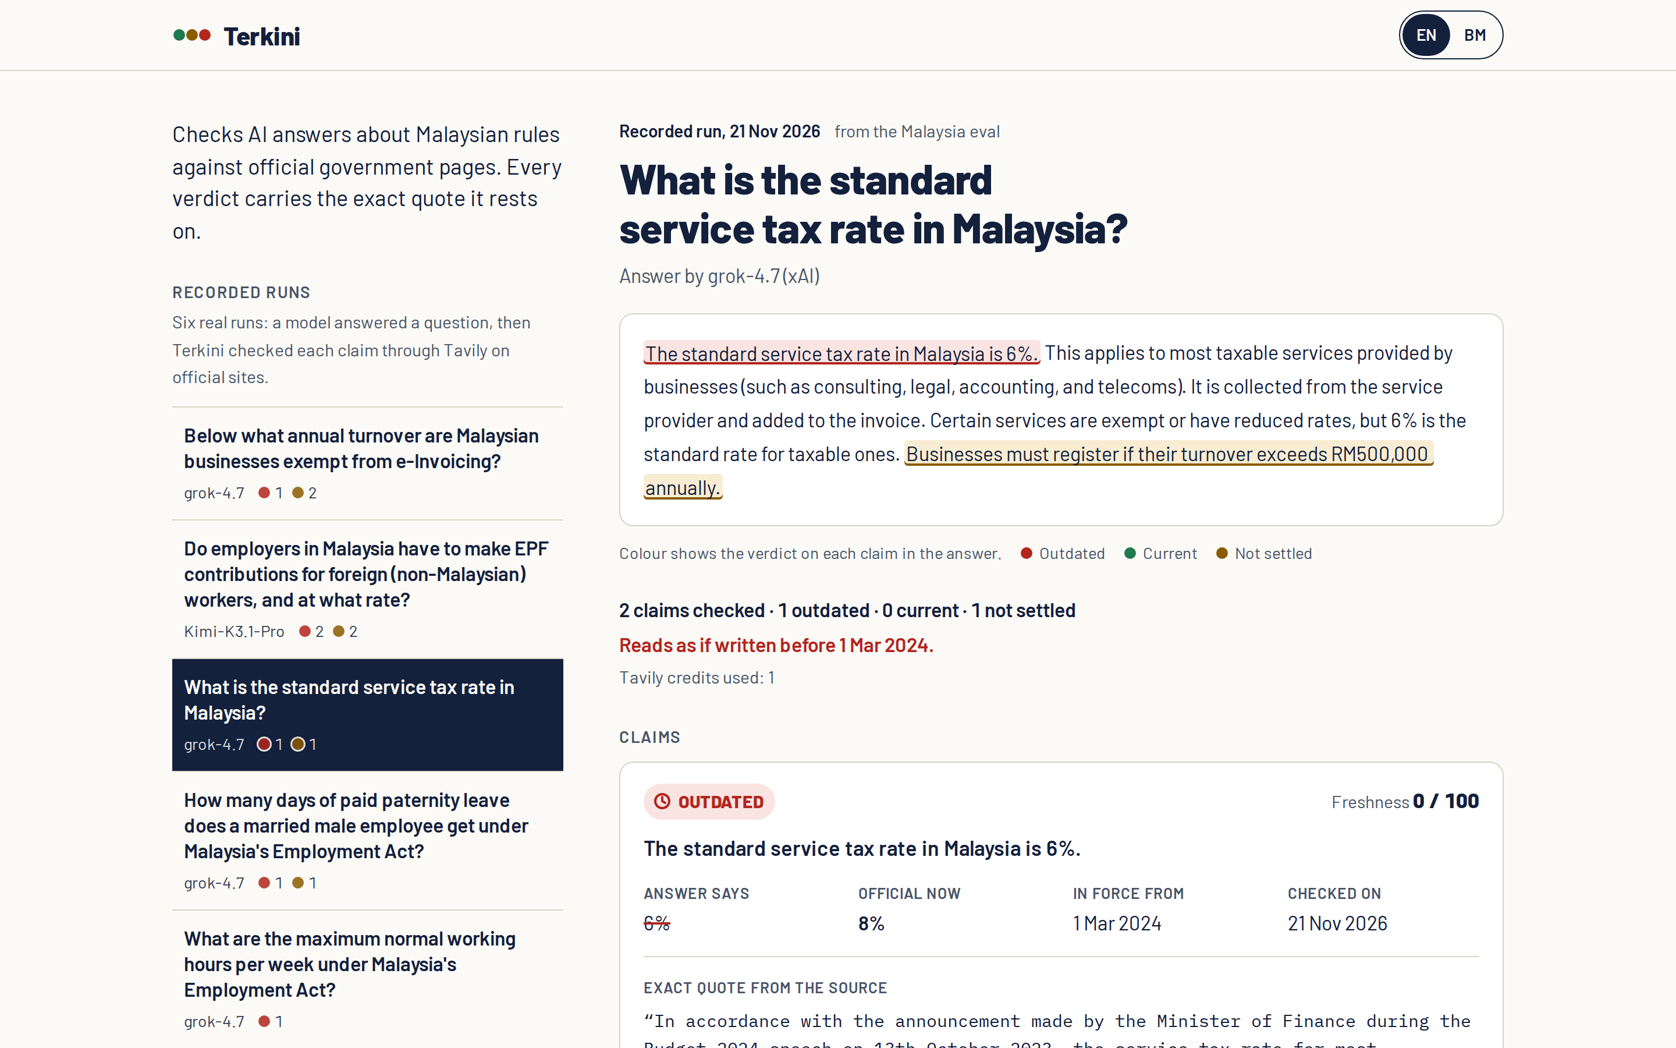 Terkini
EN BM
Checks AI answers about Malaysian rules
against official government pages. Every
verdict carries the exact quote it rests
on.
RECORDED RUNS
Six real runs: a model answered a question, then
Terkini checked each claim through Tavily on
official sites.
Below what annual turnover are Malaysian
businesses exempt from e-Invoicing?
grok-4.7 1 2
Do employers in Malaysia have to make EPF
contributions for foreign (non-Malaysian)
workers, and at what rate?
Kimi-K3.1-Pro 2 2
What is the standard service tax rate in
Malaysia?
grok-4.7 1 1
How many days of paid paternity leave
does a married male employee get under
Malaysia's Employment Act?
grok-4.7 1 1
What are the maximum normal working
hours per week under Malaysia's
Employment Act?
grok-4.7 1
Recorded run, 21 Nov 2026 from the Malaysia eval
What is the standard
service tax rate in Malaysia?
Answer by grok-4.7 (xAI)
The standard service tax rate in Malaysia is 6%. This applies to most taxable services provided by
businesses (such as consulting, legal, accounting, and telecoms). It is collected from the service
provider and added to the invoice. Certain services are exempt or have reduced rates, but 6% is the
standard rate for taxable ones. Businesses must register if their turnover exceeds RM500,000
annually.
Colour shows the verdict on each claim in the answer. Outdated Current Not settled
2 claims checked · 1 outdated · 0 current · 1 not settled
Reads as if written before 1 Mar 2024.
Tavily credits used: 1
CLAIMS
OUTDATED Freshness 0 / 100
The standard service tax rate in Malaysia is 6%.
ANSWER SAYS OFFICIAL NOW IN FORCE FROM CHECKED ON
6% 8% 1 Mar 2024 21 Nov 2026
EXACT QUOTE FROM THE SOURCE
“In accordance with the announcement made by the Minister of Finance during the
Budget 2024 speech on 13th October 2023, the service tax rate for most